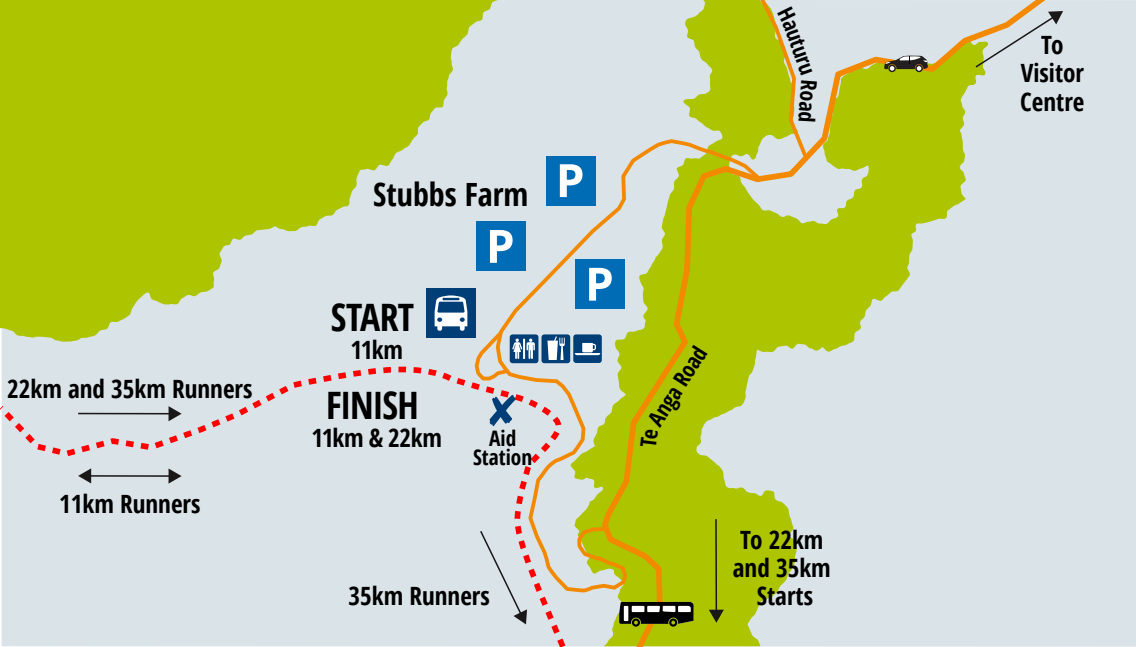 Hauturu Road
To
Visitor
Centre
P
Stubbs Farm
P
P
START
11km
22km and 35km Runners
FINISH
11km & 22km
Aid
Station
Te Anga Road
11km Runners
To 22km
and 35km
Starts
35km Runners